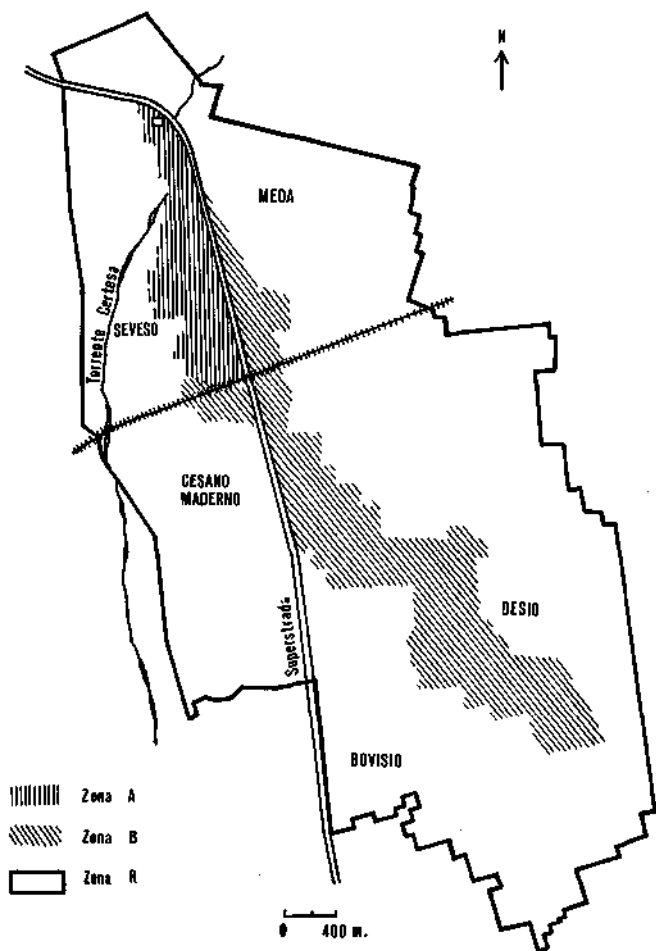 N
MEDA
Torrente Certesa
SEVESO
CESANO
MADERNO
Superstrada
DESIO
BOVISIO
Zona A
Zona B
Zona R
0 400 m.